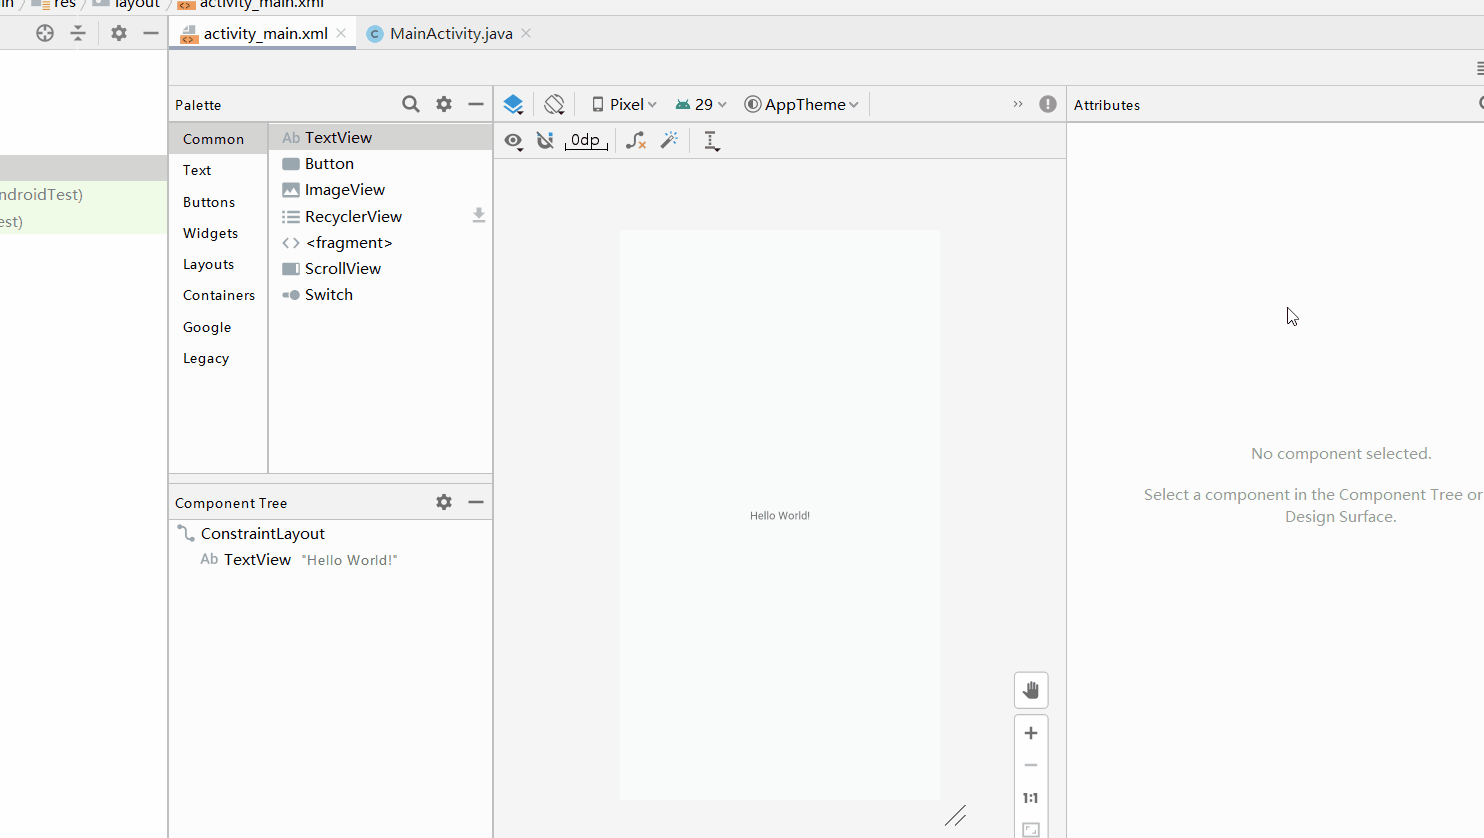 res layout activity_main.xml
activity_main.xml MainActivity.java
Palette
Pixel 29 AppTheme
Attributes
Common
Text
Buttons
Widgets
Layouts
Containers
Google
Legacy
Ab TextView
Button
ImageView
RecyclerView
<fragment>
ScrollView
Switch
0dp
ndroidTest)
est)
Hello World!
No component selected.
Select a component in the Component Tree or
Design Surface.
Component Tree
ConstraintLayout
Ab TextView "Hello World!"
1:1